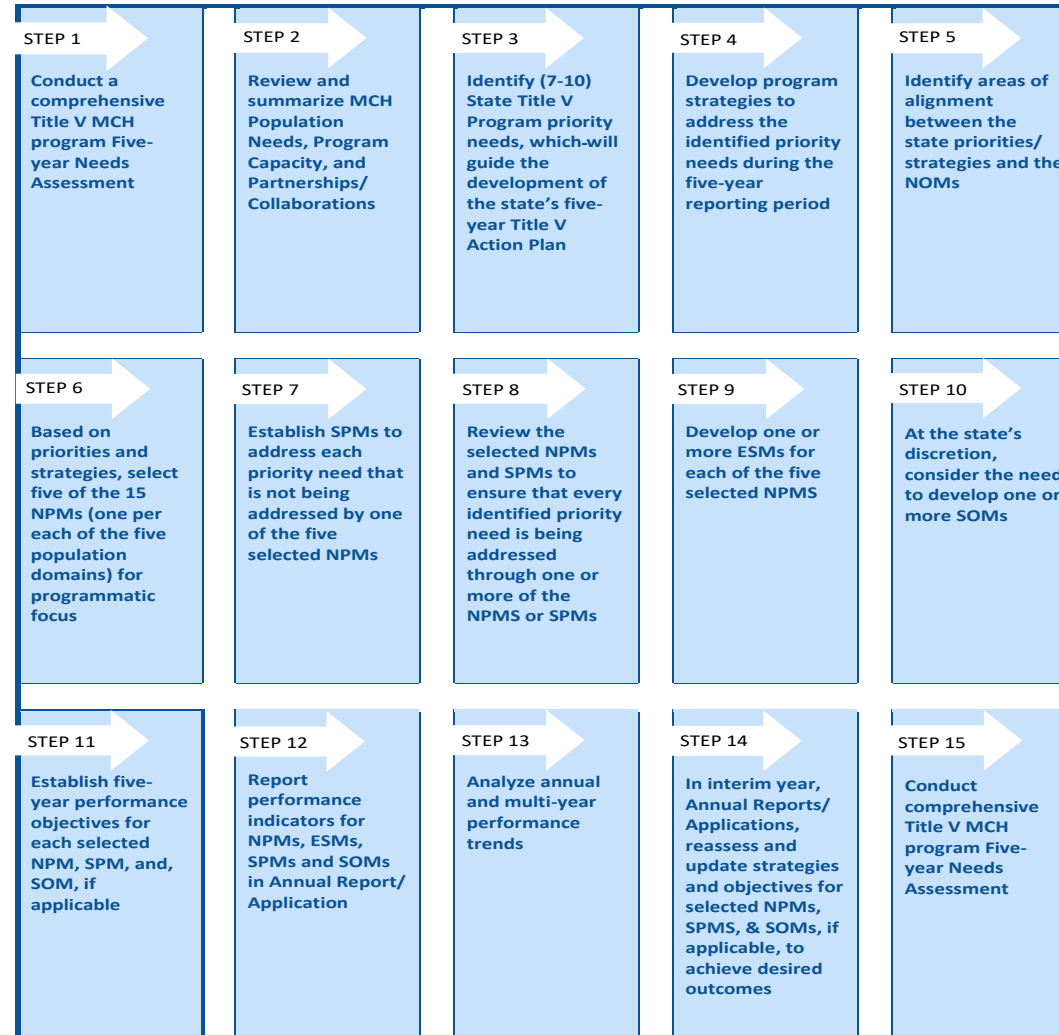 STEP 1
Conduct a
comprehensive
Title V MCH
program Five-
year Needs
Assessment
STEP 2
Review and
summarize MCH
Population
Needs, Program
Capacity, and
Partnerships/
Collaborations
STEP 3
Identify (7-10)
State Title V
Program priority
needs, which-will
guide the
development of
the state's five-
year Title V
Action Plan
STEP 4
Develop program
strategies to
address the
identified priority
needs during the
five-year
reporting period
STEP 5
Identify areas of
alignment
between the
state priorities/
strategies and the
NOMs
STEP 6
Based on
priorities and
strategies, select
five of the 15
NPMs (one per
each of the five
population
domains) for
programmatic
focus
STEP 7
Establish SPMs to
address each
priority need that
is not being
addressed by one
of the five
selected NPMs
STEP 8
Review the
selected NPMs
and SPMs to
ensure that every
identified priority
need is being
addressed
through one or
more of the
NPMS or SPMs
STEP 9
Develop one or
more ESMs for
each of the five
selected NPMS
STEP 10
At the state's
discretion,
consider the need
to develop one or
more SOMs
STEP 11
Establish five-
year performance
objectives for
each selected
NPM, SPM, and,
SOM, if
applicable
STEP 12
Report
performance
indicators for
NPMs, ESMs,
SPMs and SOMs
in Annual Report/
Application
STEP 13
Analyze annual
and multi-year
performance
trends
STEP 14
In interim year,
Annual Reports/
Applications,
reassess and
update strategies
and objectives for
selected NPMs,
SPMS, & SOMs, if
applicable, to
achieve desired
outcomes
STEP 15
Conduct
comprehensive
Title V MCH
program Five-
year Needs
Assessment